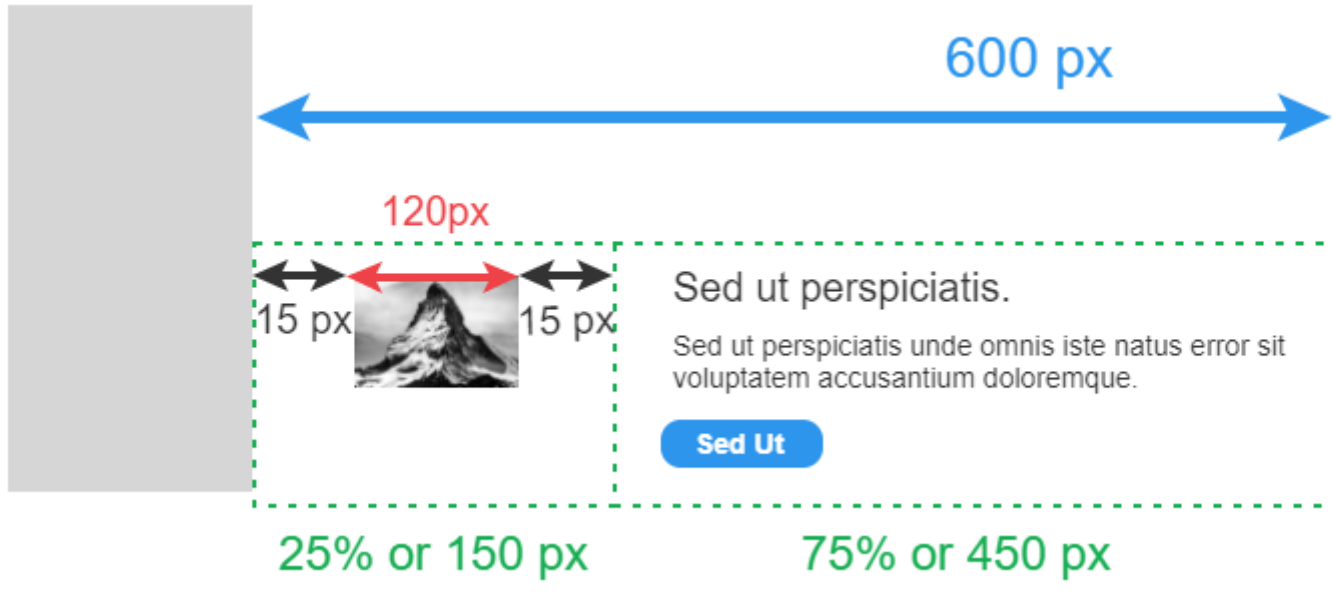 600 px
120px
15 px
15 px
Sed ut perspiciatis.
Sed ut perspiciatis unde omnis iste natus error sit
voluptatem accusantium doloremque.
Sed Ut
25% or 150 px
75% or 450 px